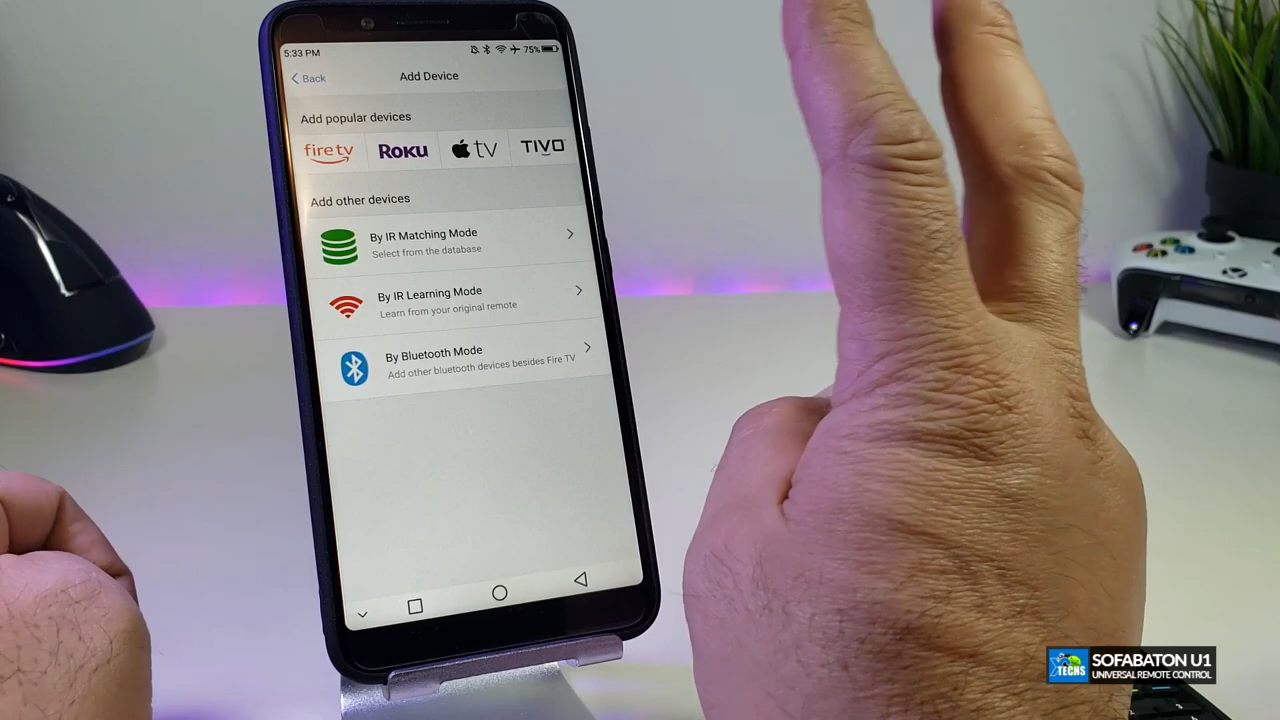 5:33 PM
75%
Back
Add Device
Add popular devices
fire tv
ROKU
tv
TIVO
Add other devices
By IR Matching Mode
Select from the database
By IR Learning Mode
Learn from your original remote
By Bluetooth Mode
Add other bluetooth devices besides Fire TV
TECHS
SOFABATON U1
UNIVERSAL REMOTE CONTROL